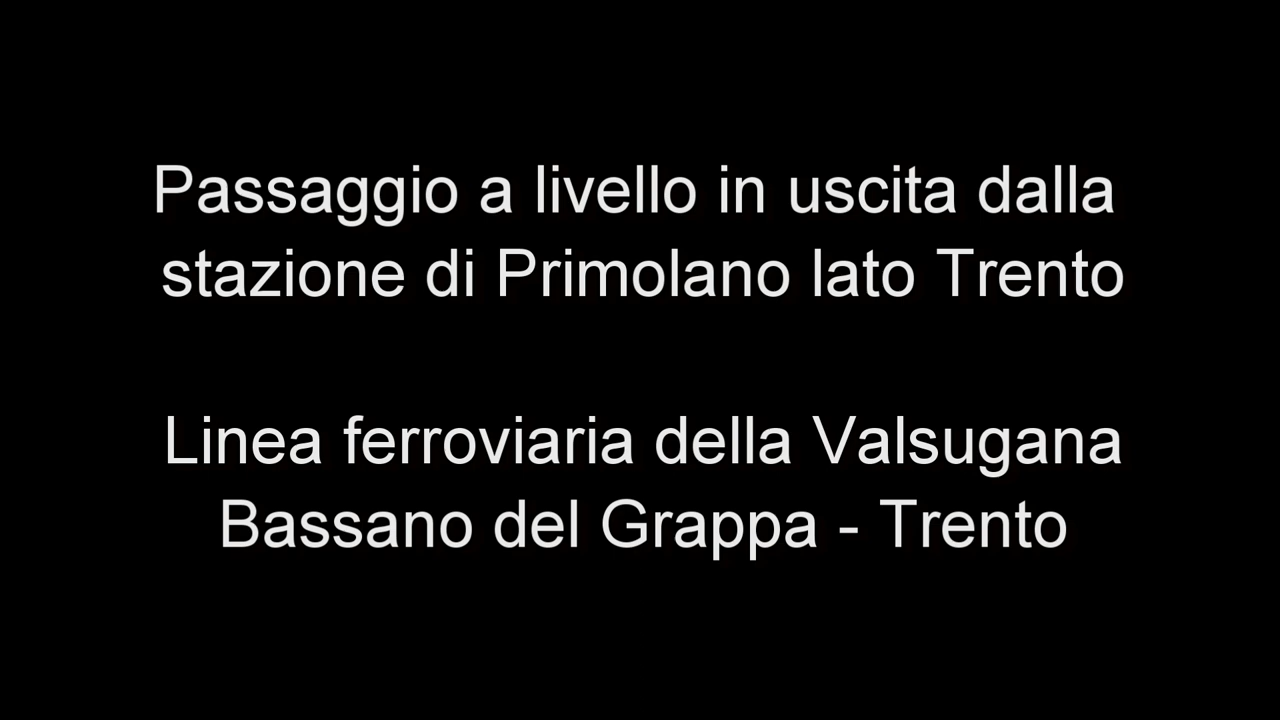 Passaggio a livello in uscita dalla
stazione di Primolano lato Trento
Linea ferroviaria della Valsugana
Bassano del Grappa - Trento